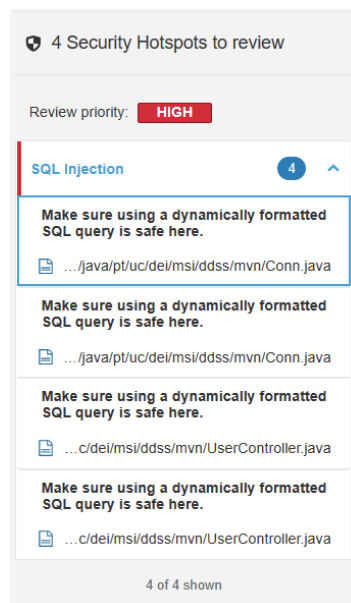 4 Security Hotspots to review
Review priority: HIGH
SQL Injection 4
Make sure using a dynamically formatted
SQL query is safe here.
.../java/pt/uc/dei/msi/ddss/mvn/Conn.java
Make sure using a dynamically formatted
SQL query is safe here.
.../java/pt/uc/dei/msi/ddss/mvn/Conn.java
Make sure using a dynamically formatted
SQL query is safe here.
...c/dei/msi/ddss/mvn/UserController.java
Make sure using a dynamically formatted
SQL query is safe here.
...c/dei/msi/ddss/mvn/UserController.java
4 of 4 shown